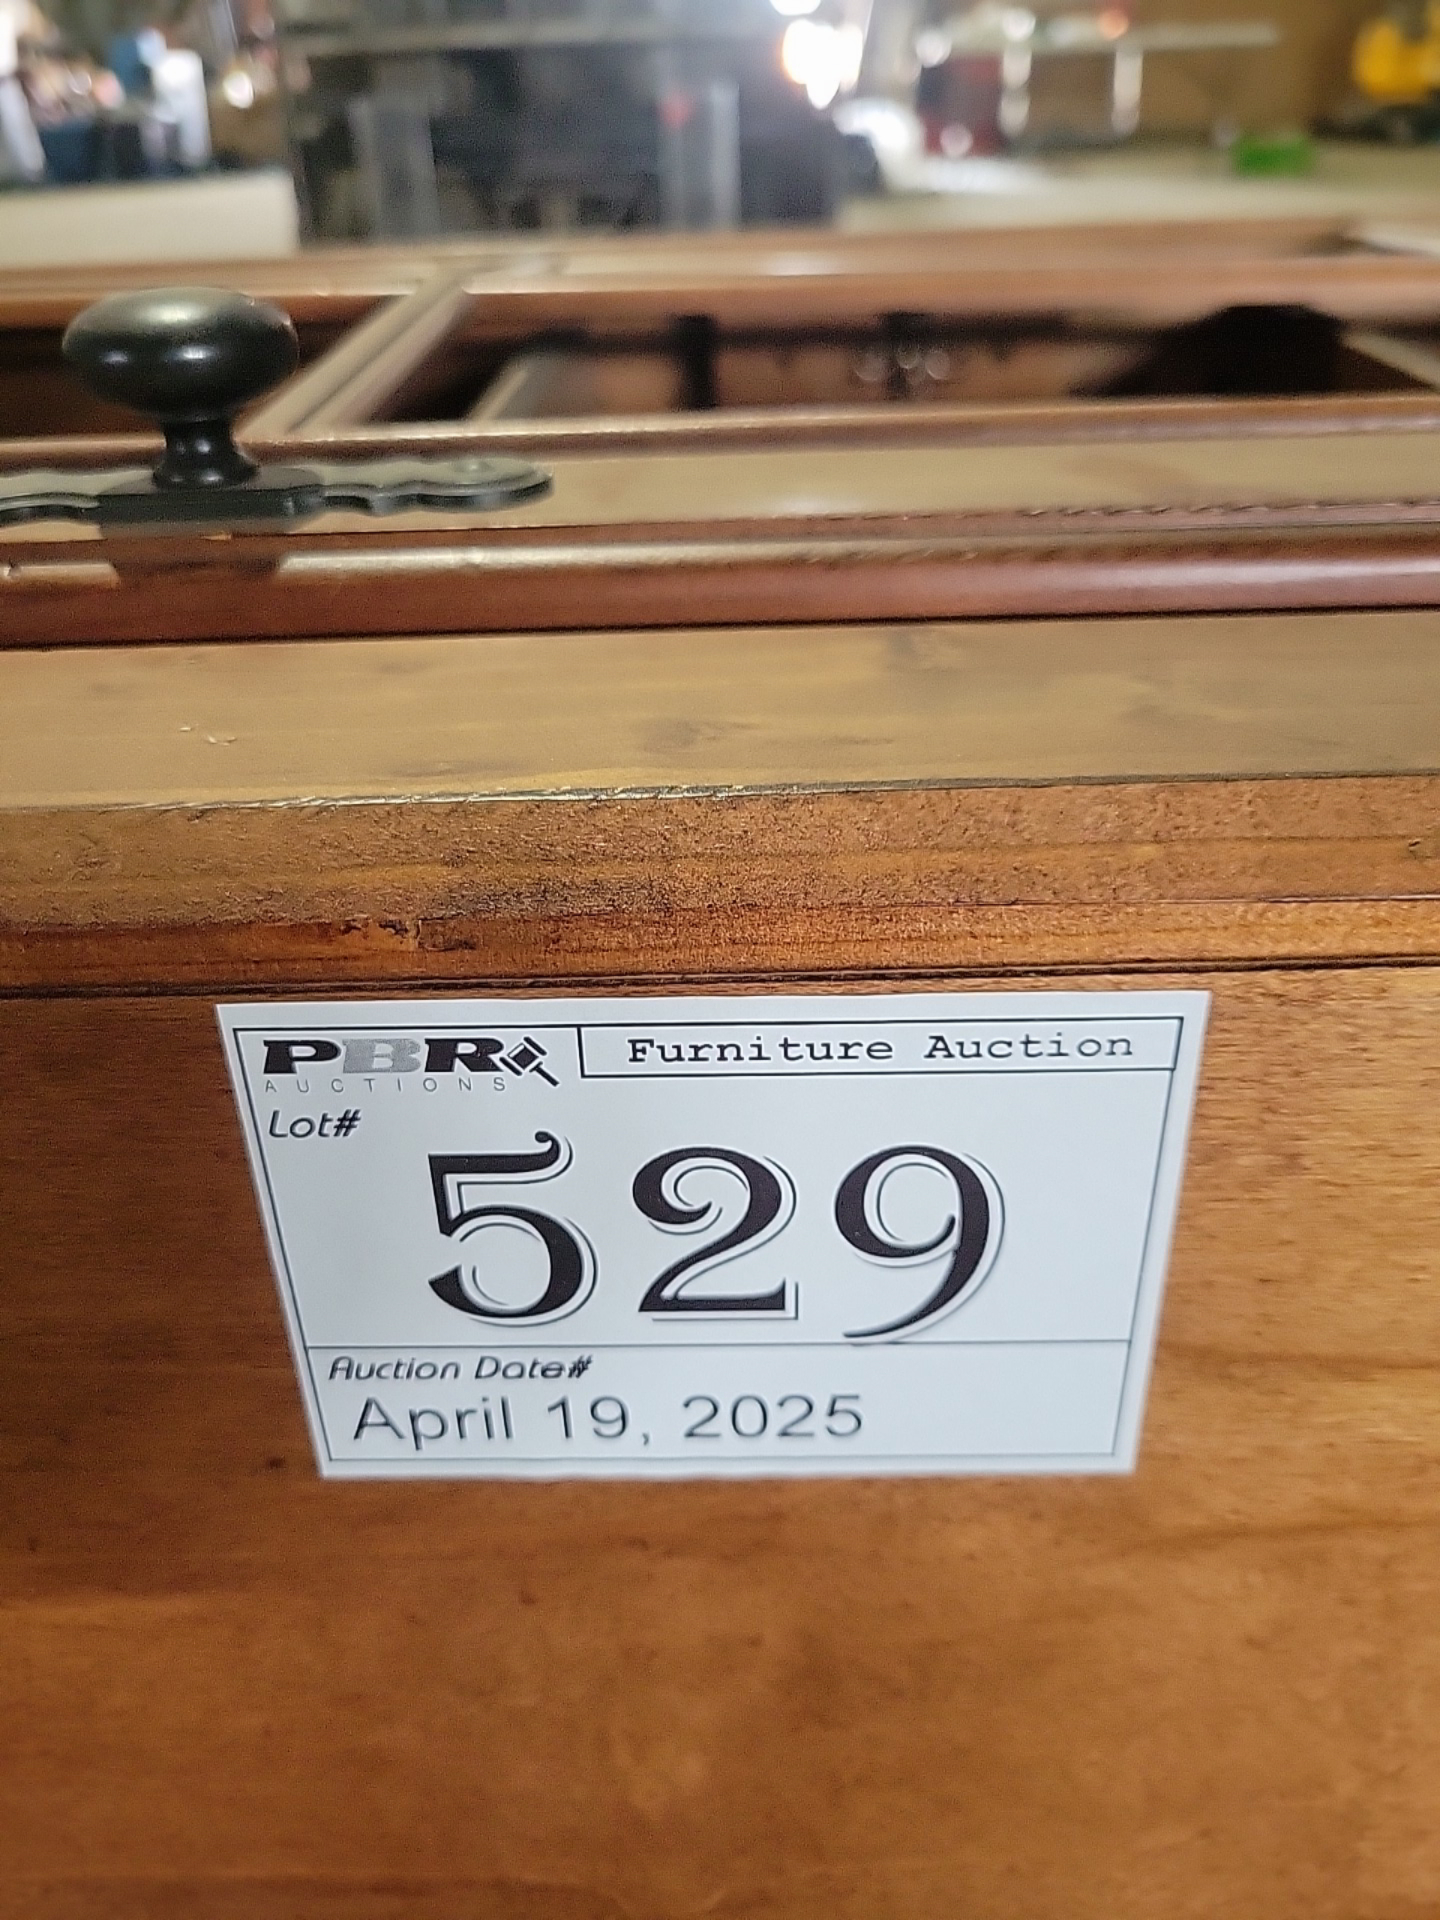 PBR
AUCTIONS
Furniture Auction
Lot#
529
Auction Date#
April 19, 2025